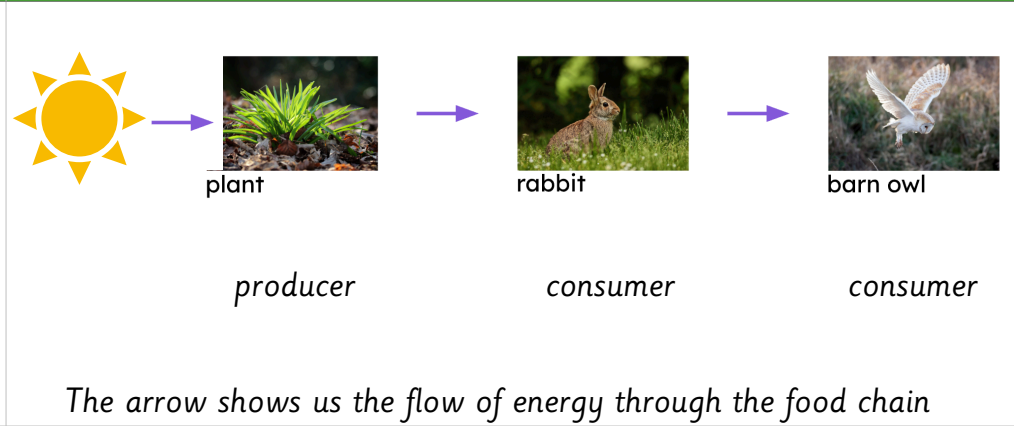 plant rabbit barn owl
producer consumer consumer
The arrow shows us the flow of energy through the food chain